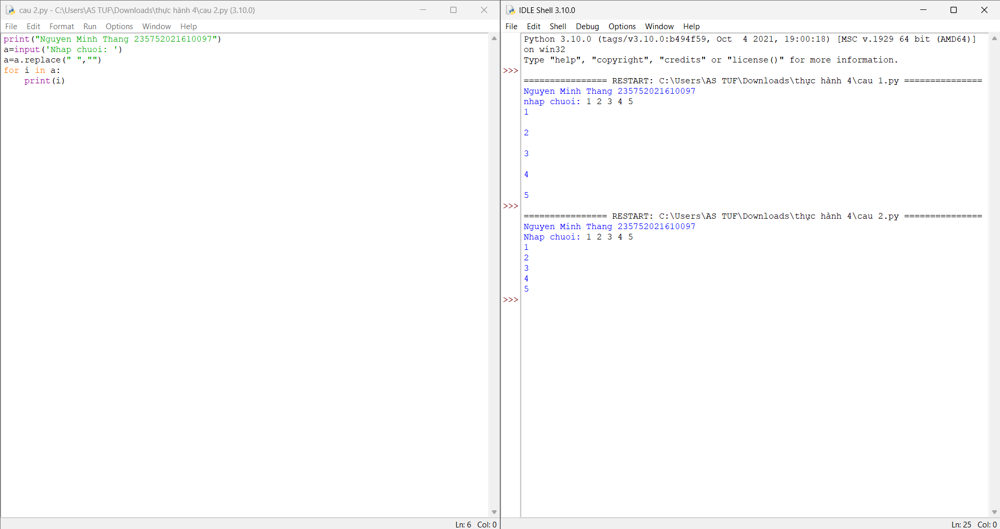 cau 2.py - C:\Users\AS TUF\Downloads\thực hành 4\cau 2.py (3.10.0)
File Edit Format Run Options Window Help
print("Nguyen Minh Thang 235752021610097")
a=input('Nhap chuoi: ')
a=a.replace(" ","")
for i in a:
    print(i)
Ln: 6 Col: 0
IDLE Shell 3.10.0
File Edit Shell Debug Options Window Help
Python 3.10.0 (tags/v3.10.0:b494f59, Oct  4 2021, 19:00:18) [MSC v.1929 64 bit (AMD64)]
on win32
Type "help", "copyright", "credits" or "license()" for more information.
>>>
================ RESTART: C:\Users\AS TUF\Downloads\thực hành 4\cau 1.py ===============
Nguyen Minh Thang 235752021610097
nhap chuoi: 1 2 3 4 5
1
2
3
4
5
>>>
================ RESTART: C:\Users\AS TUF\Downloads\thực hành 4\cau 2.py ===============
Nguyen Minh Thang 235752021610097
Nhap chuoi: 1 2 3 4 5
1
2
3
4
5
>>>
Ln: 25 Col: 0